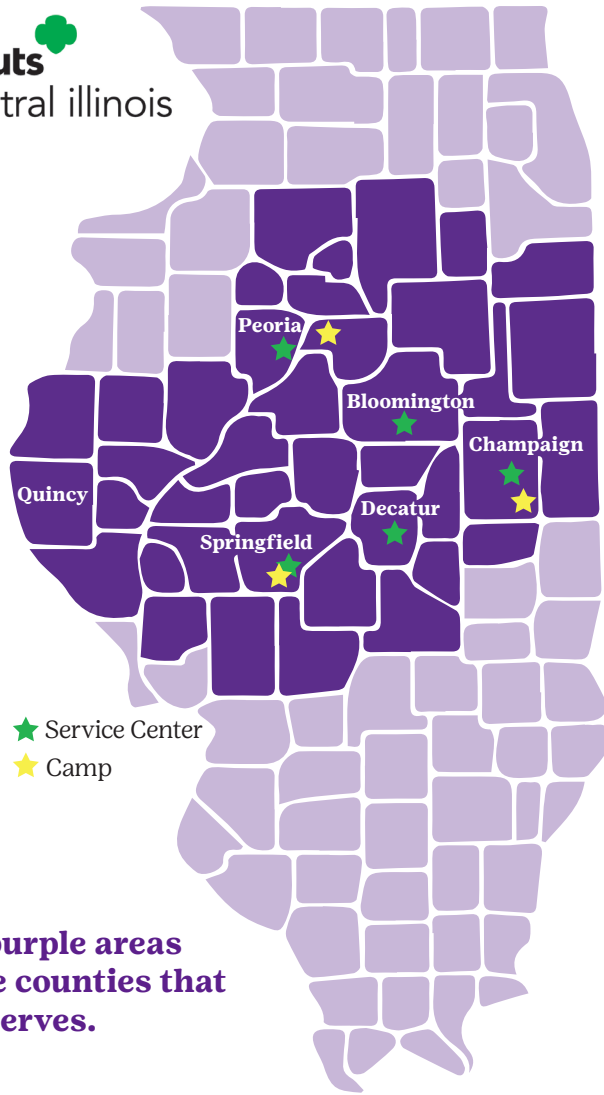 uts
tral illinois
Peoria
Bloomington
Champaign
Quincy
Decatur
Springfield
Service Center
Camp
purple areas
e counties that
erves.